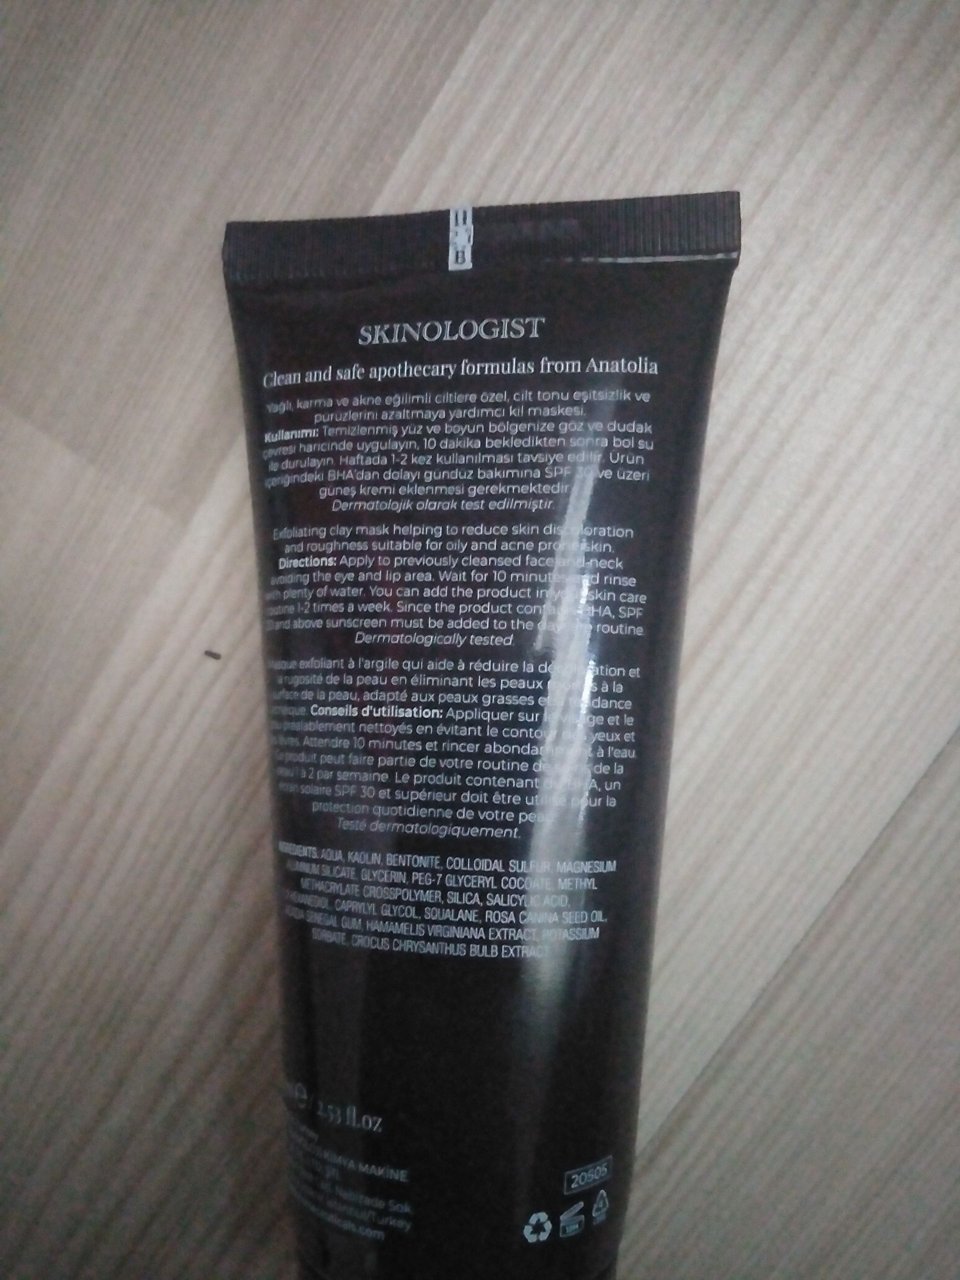 B
SKINOLOGIST
Clean and safe apothecary formulas from Anatolia
Yağlı, karma ve akne eğilimli ciltlere özel, cilt tonu eşitsizlik ve
pürüzlerini azaltmaya yardımcı kil maskesi.
Kullanımı: Temizlenmiş yüz ve boyun bölgenize göz ve dudak
çevresi haricinde uygulayın, 10 dakika bekledikten sonra bol su
ile durulayın. Haftada 1-2 kez kullanılması tavsiye edilir. Ürün
içeriğindeki BHA'dan dolayı gündüz bakımına SPF 30 ve üzeri
güneş kremi eklenmesi gerekmektedir.
Dermatolojik olarak test edilmiştir.
Exfoliating clay mask helping to reduce skin discoloration
and roughness suitable for oily and acne prone skin.
Directions: Apply to previously cleansed face and neck
avoiding the eye and lip area. Wait for 10 minutes and rinse
with plenty of water. You can add the product in your skin care
routine 1-2 times a week. Since the product contains BHA, SPF
30 and above sunscreen must be added to the day routine.
Dermatologically tested.
Masque exfoliant à l'argile qui aide à réduire la décoloration et
la rugosité de la peau en éliminant les peaux mortes à la
surface de la peau, adapté aux peaux grasses et à tendance
acnéique. Conseils d'utilisation: Appliquer sur le visage et le
cou préalablement nettoyés en évitant le contour des yeux et
lèvres. Attendre 10 minutes et rincer abondamment à l'eau.
Le produit peut faire partie de votre routine de soin de la
peau 1 à 2 par semaine. Le produit contenant du BHA, un
écran solaire SPF 30 et supérieur doit être utilisé pour la
protection quotidienne de votre peau.
Testé dermatologiquement.
INGREDIENTS: AQUA, KAOLIN, BENTONITE, COLLOIDAL SULFUR, MAGNESIUM
ALUMINUM SILICATE, GLYCERIN, PEG-7 GLYCERYL COCOATE, METHYL
METHACRYLATE CROSSPOLYMER, SILICA, SALICYLIC ACID,
CAPRYLYL GLYCOL, SQUALANE, ROSA CANINA SEED OIL,
ACACIA SENEGAL GUM, HAMAMELIS VIRGINIANA EXTRACT, POTASSIUM
SORBATE, CROCUS CHRYSANTHUS BULB EXTRACT
℮ / 2.53 fl.oz
KİMYA MAKİNE
Nabizade Sok
İstanbul/Turkey
.com
20505